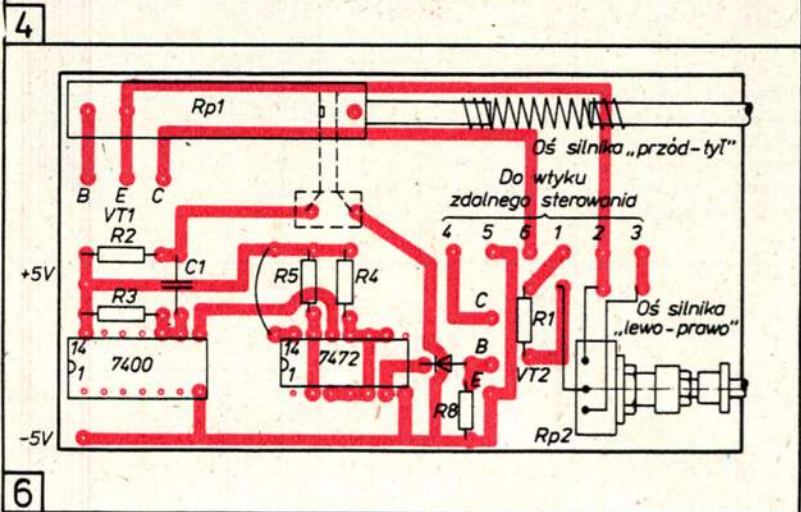 4
Rp1
Oś silnika „przód-tył"
Do wtyku
zdalnego sterowania
B E C
VT1
4 5 6 1 2 3
R2
+5V
C1
R5 R4
R3
C
R1
Oś silnika
„lewo-prawo"
14 7400
1
14 7472
1
B
E
VT2
R8
Rp2
-5V
6